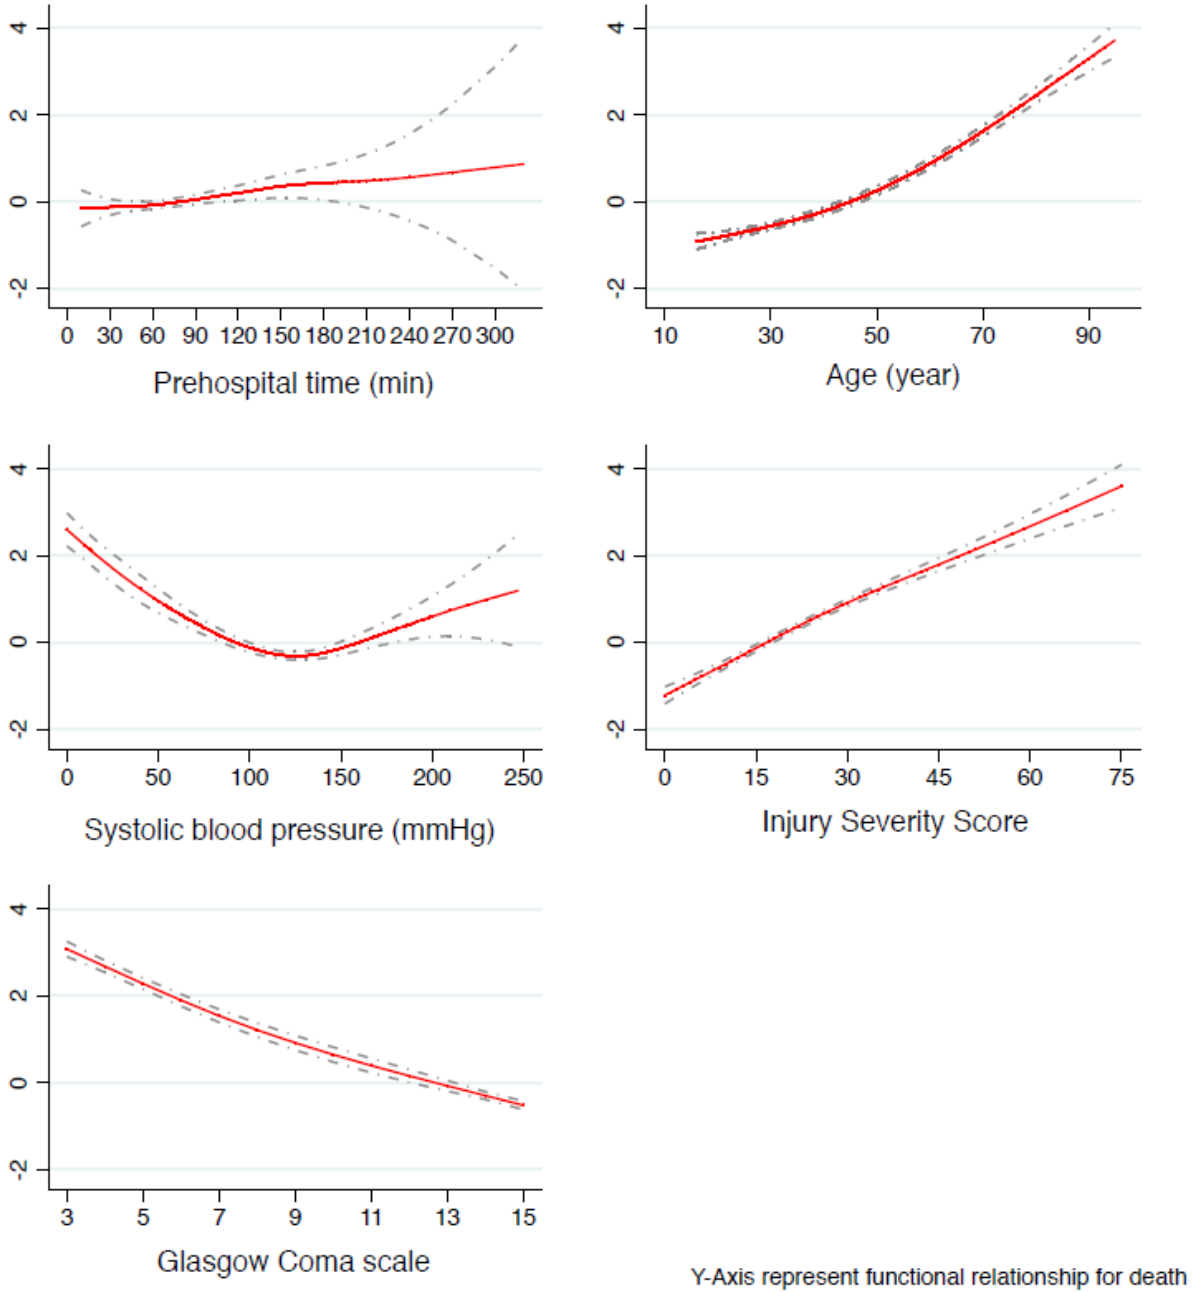 4
2
0
-2
0 30 60 90 120 150 180 210 240 270 300
Prehospital time (min)
4
2
0
-2
10 30 50 70 90
Age (year)
4
2
0
-2
0 50 100 150 200 250
Systolic blood pressure (mmHg)
4
2
0
-2
0 15 30 45 60 75
Injury Severity Score
4
2
0
-2
3 5 7 9 11 13 15
Glasgow Coma scale
Y-Axis represent functional relationship for death